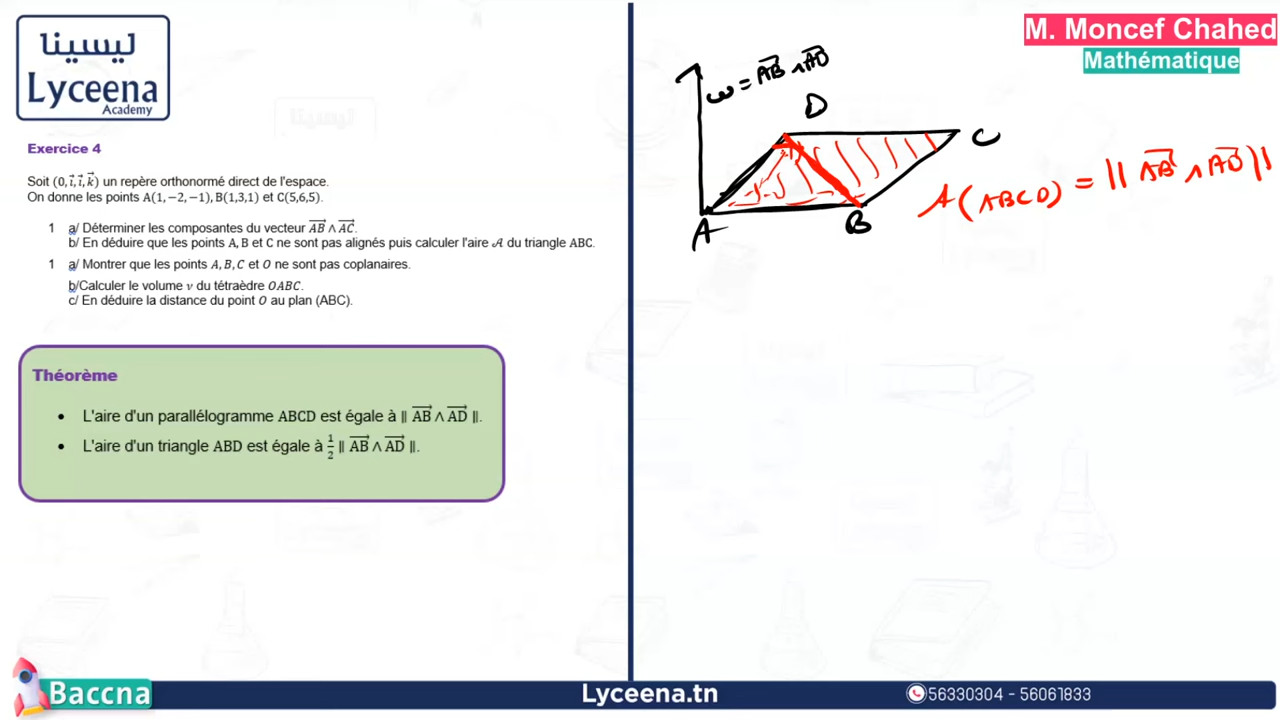 ليسينا
Lyceena
Academy
M. Moncef Chahed
Mathématique
Exercice 4
Soit (0, i⃗, i⃗, k⃗) un repère orthonormé direct de l'espace.
On donne les points A(1,−2,−1), B(1,3,1) et C(5,6,5).
1 a/ Déterminer les composantes du vecteur AB⃗ ∧ AC⃗.
b/ En déduire que les points A, B et C ne sont pas alignés puis calculer l'aire 𝒜 du triangle ABC.
1 a/ Montrer que les points A, B, C et O ne sont pas coplanaires.
b/Calculer le volume v du tétraèdre OABC.
c/ En déduire la distance du point O au plan (ABC).
Théorème
• L'aire d'un parallélogramme ABCD est égale à ‖ AB⃗ ∧ AD⃗ ‖.
• L'aire d'un triangle ABD est égale à 1/2 ‖ AB⃗ ∧ AD⃗ ‖.
ω = AB⃗ ∧ AD⃗
D
C
A
B
A(ABCD) = ‖ AB⃗ ∧ AD⃗ ‖
Baccna
Lyceena.tn
56330304 - 56061833